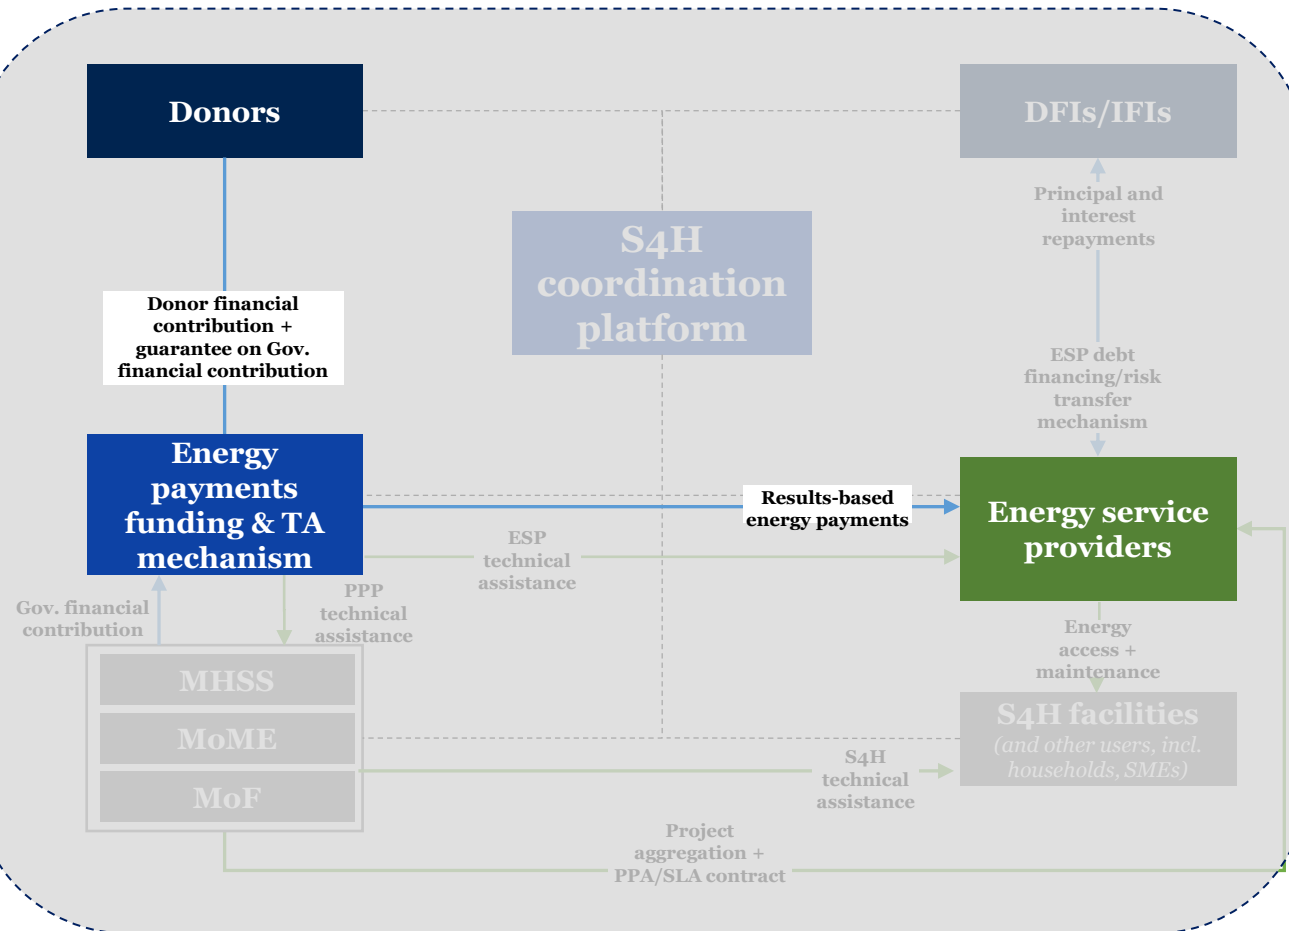 Donors
DFIs/IFIs
Principal and
interest
repayments
S4H
coordination
platform
Donor financial
contribution +
guarantee on Gov.
financial contribution
ESP debt
financing/risk
transfer
mechanism
Energy
payments
funding & TA
mechanism
Results-based
energy payments
Energy service
providers
ESP
technical
assistance
Gov. financial
contribution
PPP
technical
assistance
Energy
access +
maintenance
MHSS
MoME
MoF
S4H facilities
(and other users, incl.
households, SMEs)
S4H
technical
assistance
Project
aggregation +
PPA/SLA contract